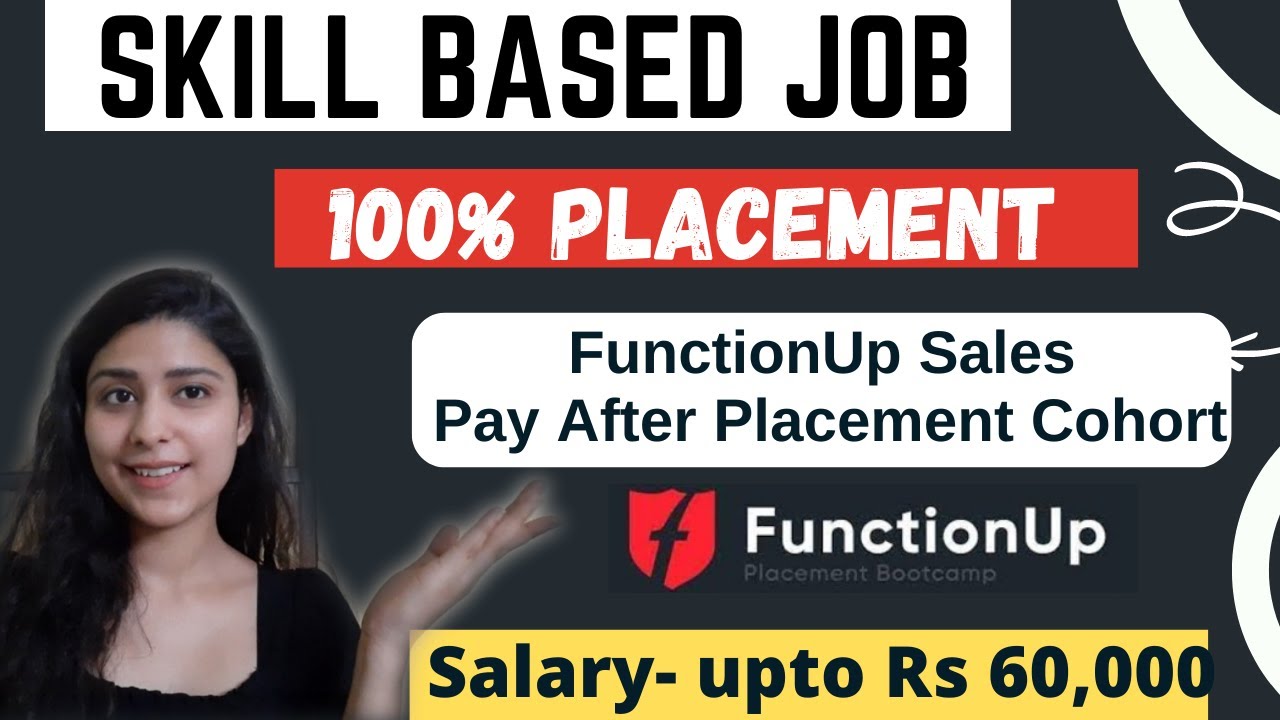 SKILL BASED JOB
100% PLACEMENT
FunctionUp Sales
Pay After Placement Cohort
FunctionUp
Placement Bootcamp
Salary- upto Rs 60,000